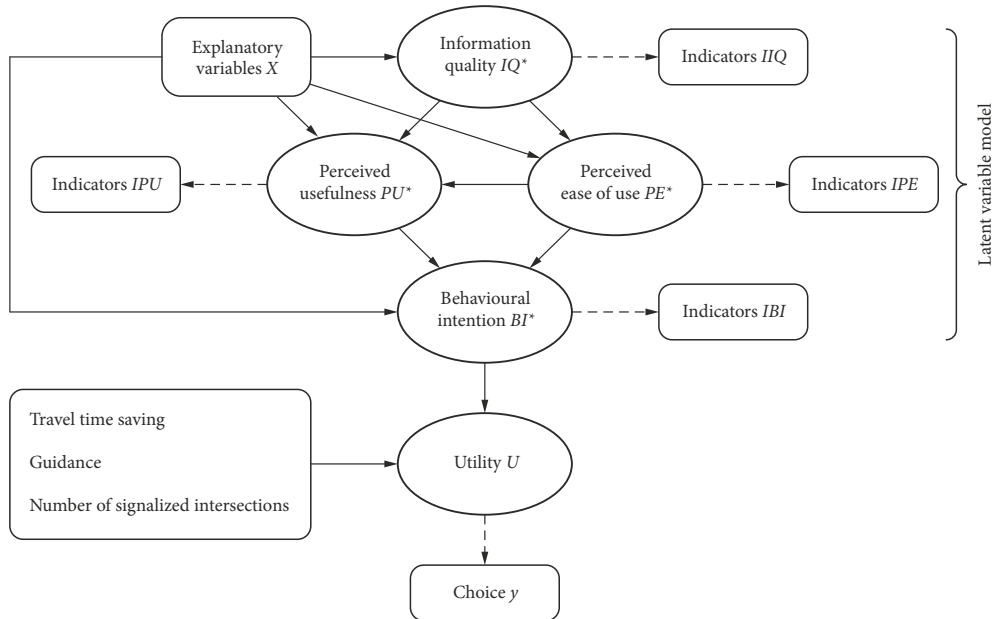 Explanatory
variables X
Information
quality IQ*
Indicators IIQ
Indicators IPU
Perceived
usefulness PU*
Perceived
ease of use PE*
Indicators IPE
Latent variable model
Behavioural
intention BI*
Indicators IBI
Travel time saving
Guidance
Number of signalized intersections
Utility U
Choice y